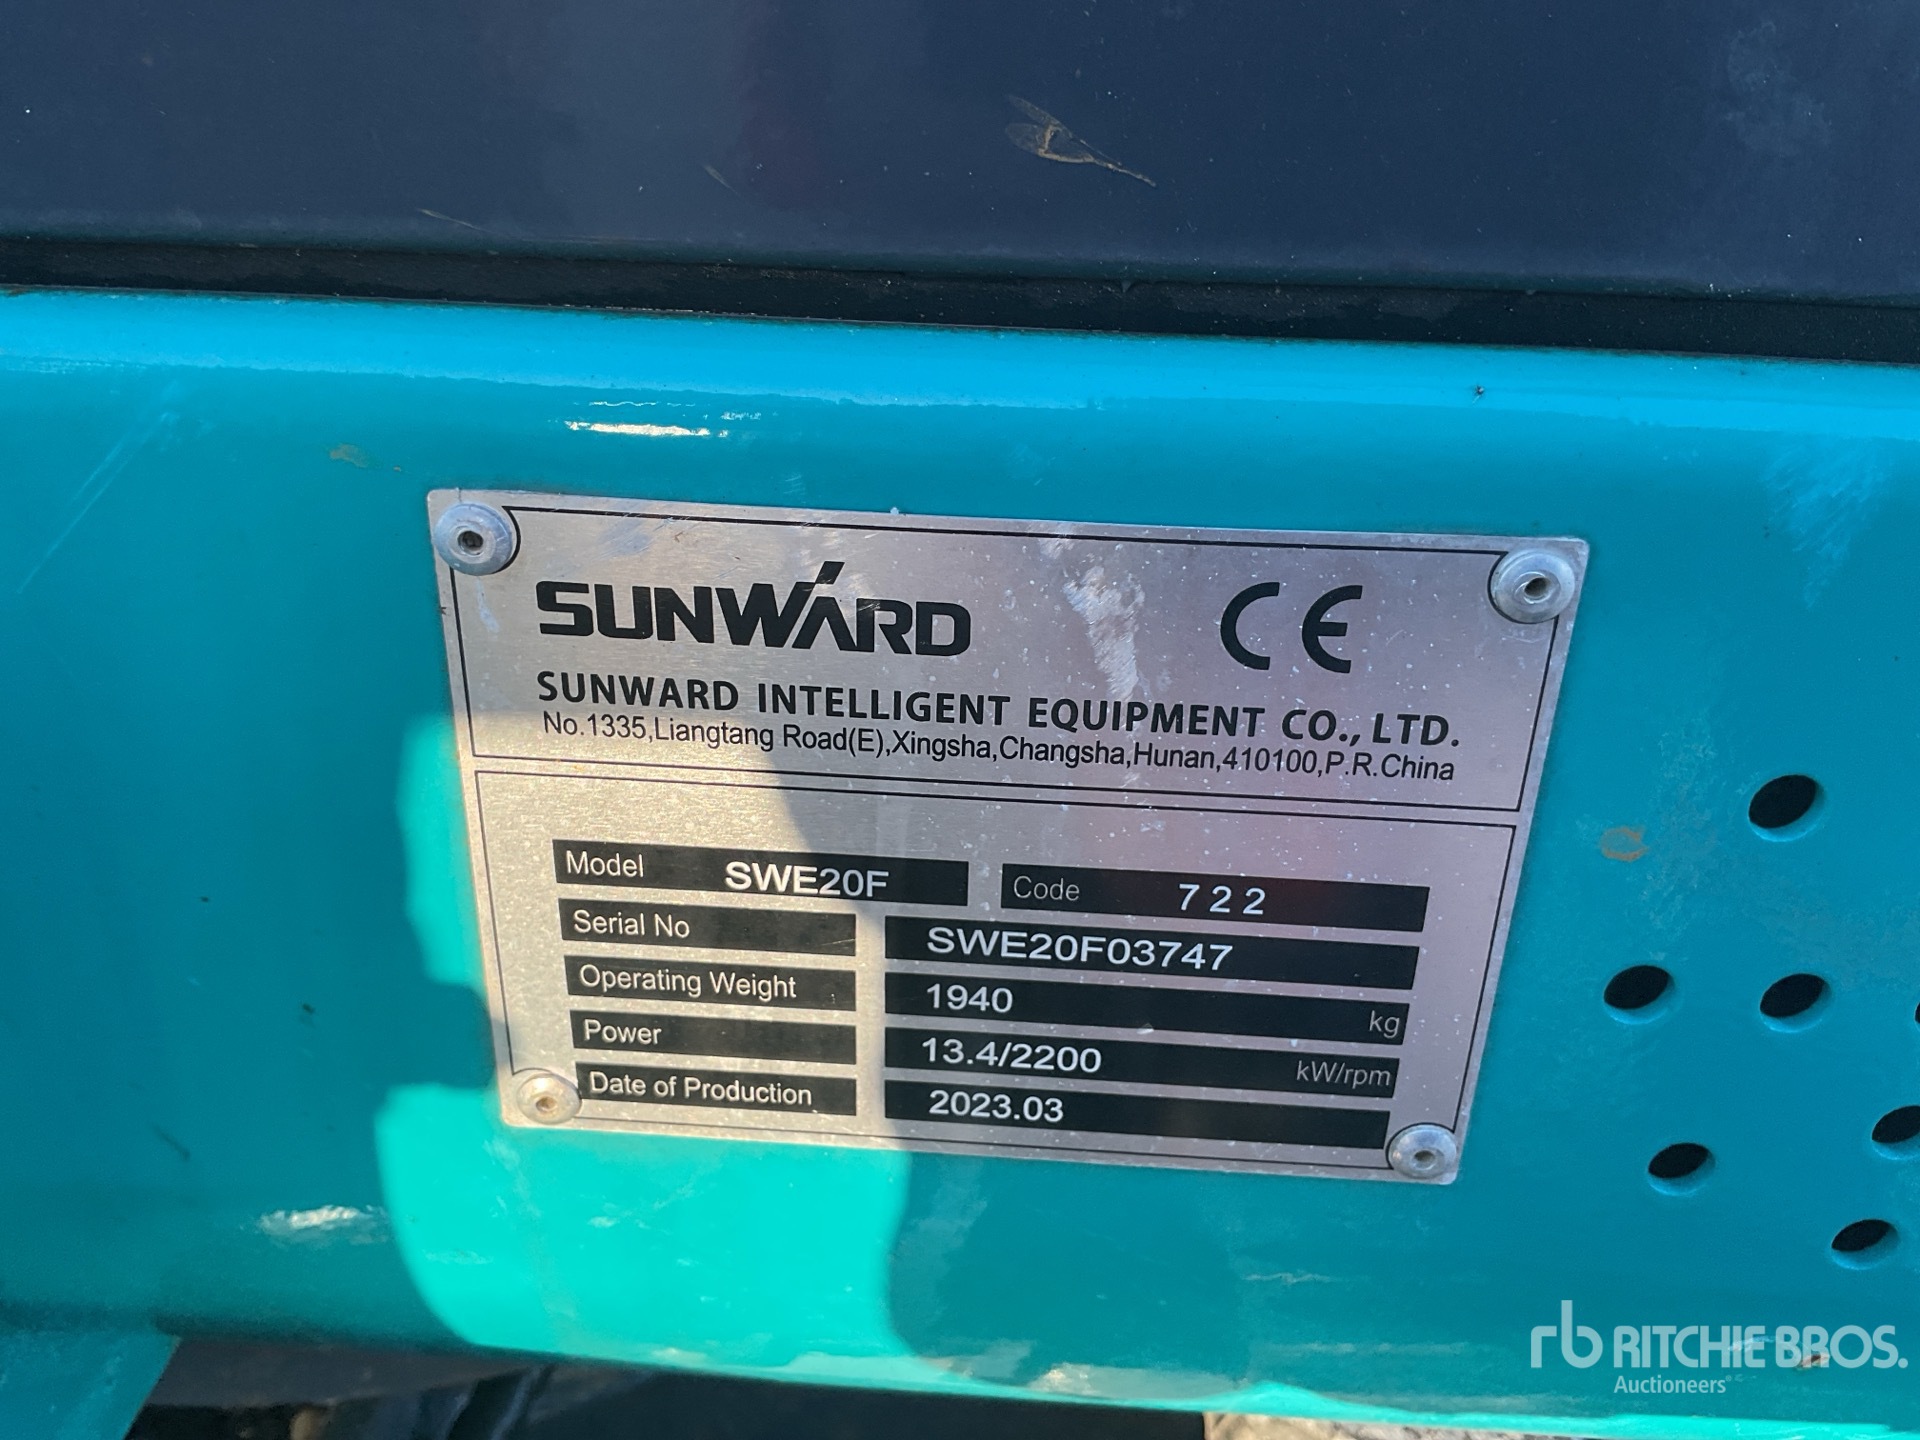 SUNWARD CE
SUNWARD INTELLIGENT EQUIPMENT CO., LTD.
No.1335,Liangtang Road(E),Xingsha,Changsha,Hunan,410100,P.R.China
Model SWE20F Code 722
Serial No SWE20F03747
Operating Weight 1940 kg
Power 13.4/2200 kW/rpm
Date of Production 2023.03
rb RITCHIE BROS.
Auctioneers